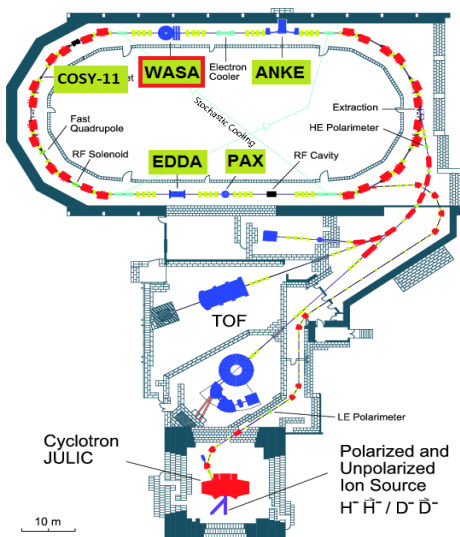 WASA
Electron
Cooler
ANKE
COSY-11
et
Stochastic Cooling
Extraction
HE Polarimeter
Fast
Quadrupole
RF Solenoid
EDDA
PAX
RF Cavity
TOF
LE Polarimeter
Cyclotron
JULIC
Polarized and
Unpolarized
Ion Source
H⁻ H⃗⁻ / D⁻ D⃗⁻
10 m